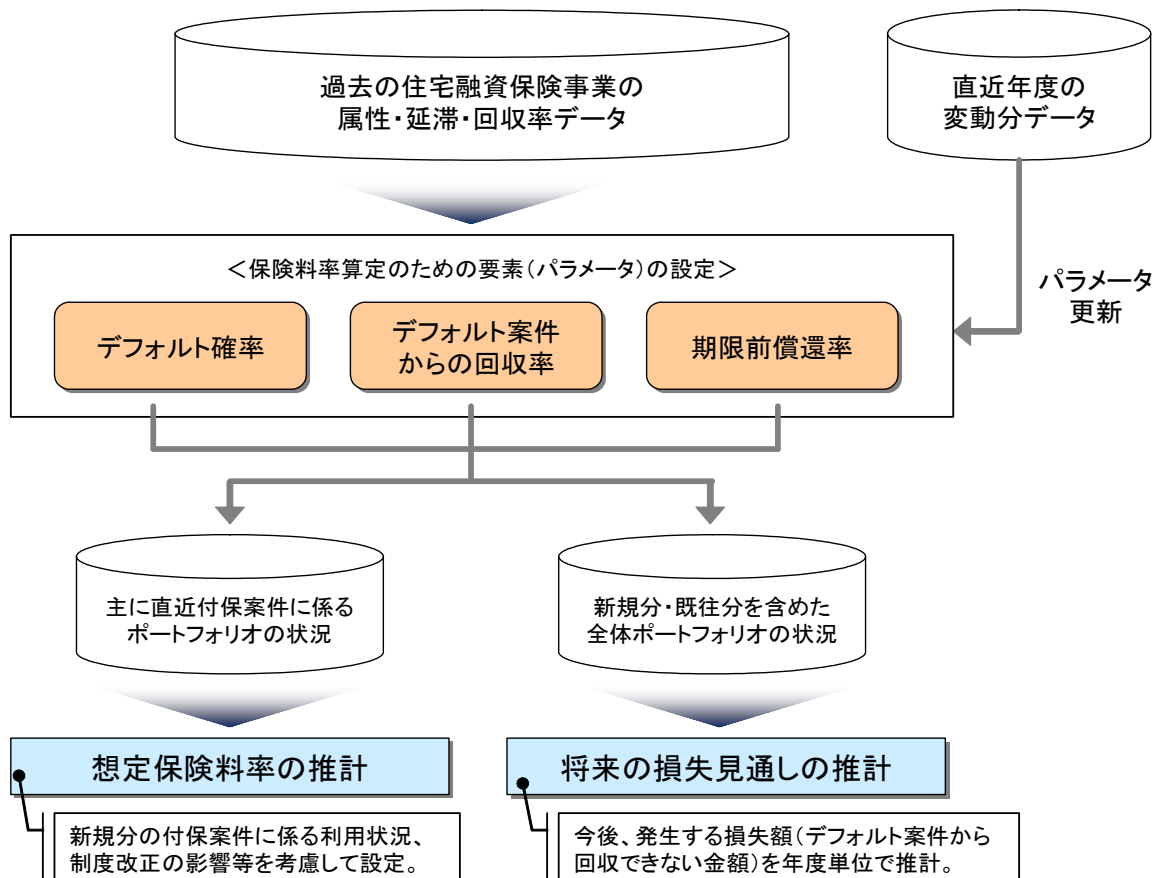 過去の住宅融資保険事業の
属性・延滞・回収率データ
直近年度の
変動分データ
＜保険料率算定のための要素（パラメータ）の設定＞
デフォルト確率
デフォルト案件
からの回収率
期限前償還率
パラメータ
更新
主に直近付保案件に係る
ポートフォリオの状況
新規分・既往分を含めた
全体ポートフォリオの状況
想定保険料率の推計
将来の損失見通しの推計
新規分の付保案件に係る利用状況、
制度改正の影響等を考慮して設定。
今後、発生する損失額（デフォルト案件から
回収できない金額）を年度単位で推計。